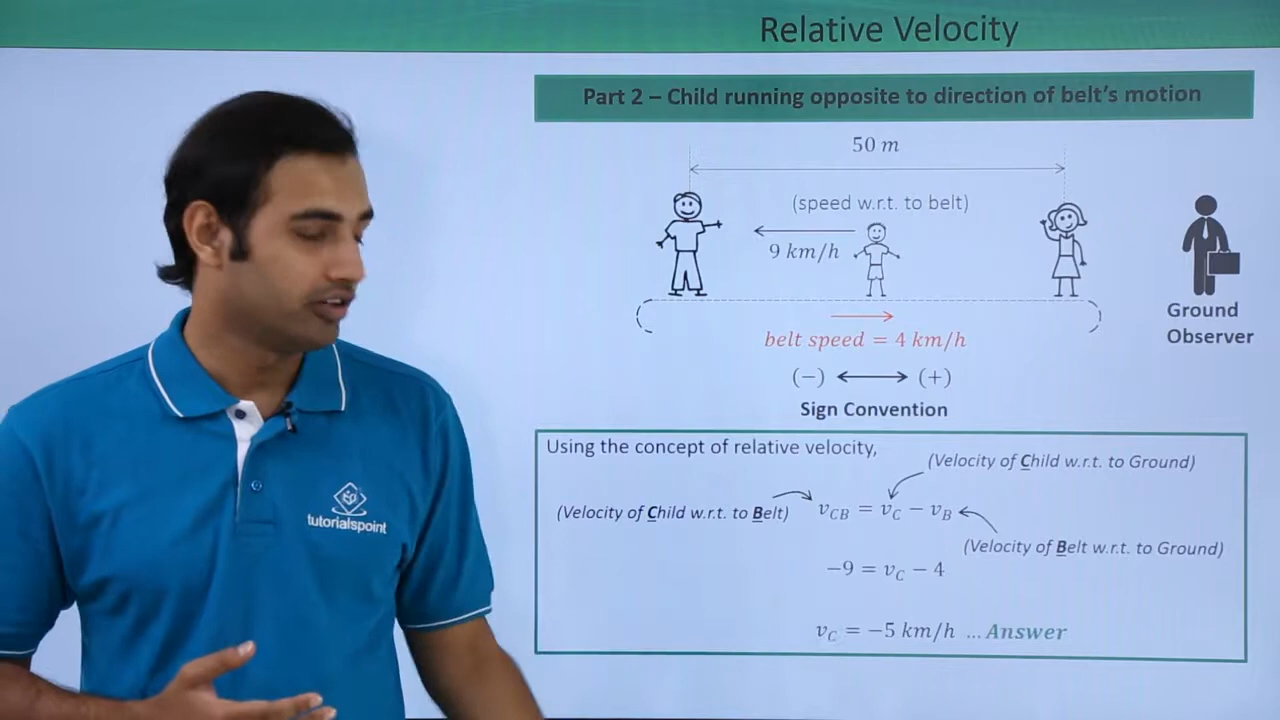 Relative Velocity
Part 2 – Child running opposite to direction of belt's motion
50 m
(speed w.r.t. to belt)
9 km/h
Ground
Observer
belt speed = 4 km/h
(−) (+)
Sign Convention
Using the concept of relative velocity,
(Velocity of Child w.r.t. to Ground)
(Velocity of Child w.r.t. to Belt) v_CB = v_C − v_B
(Velocity of Belt w.r.t. to Ground)
−9 = v_C − 4
v_C = −5 km/h ... Answer
tutorialspoint